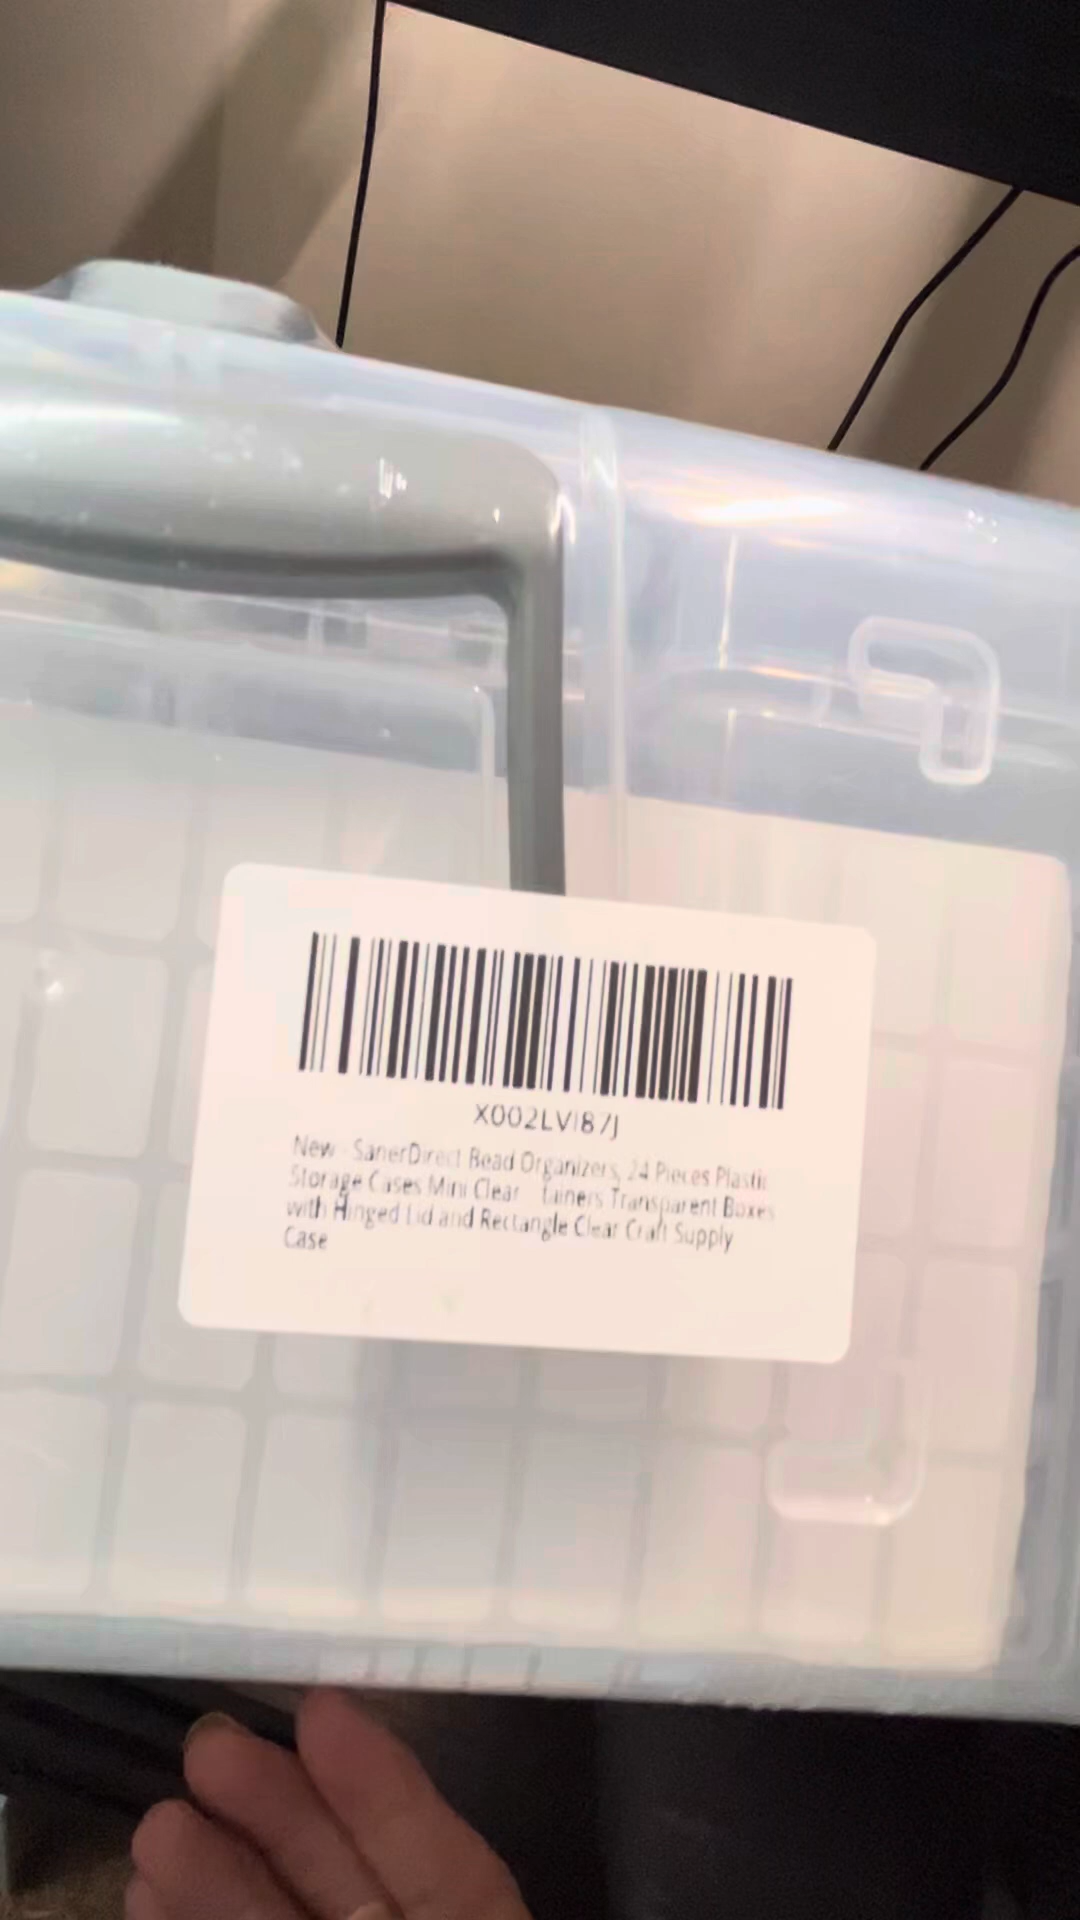 X002LVI87J
New - SanerDirect Bead Organizers, 24 Pieces Plastic
Storage Cases Mini Clear tainers Transparent Boxes
with Hinged Lid and Rectangle Clear Craft Supply
Case